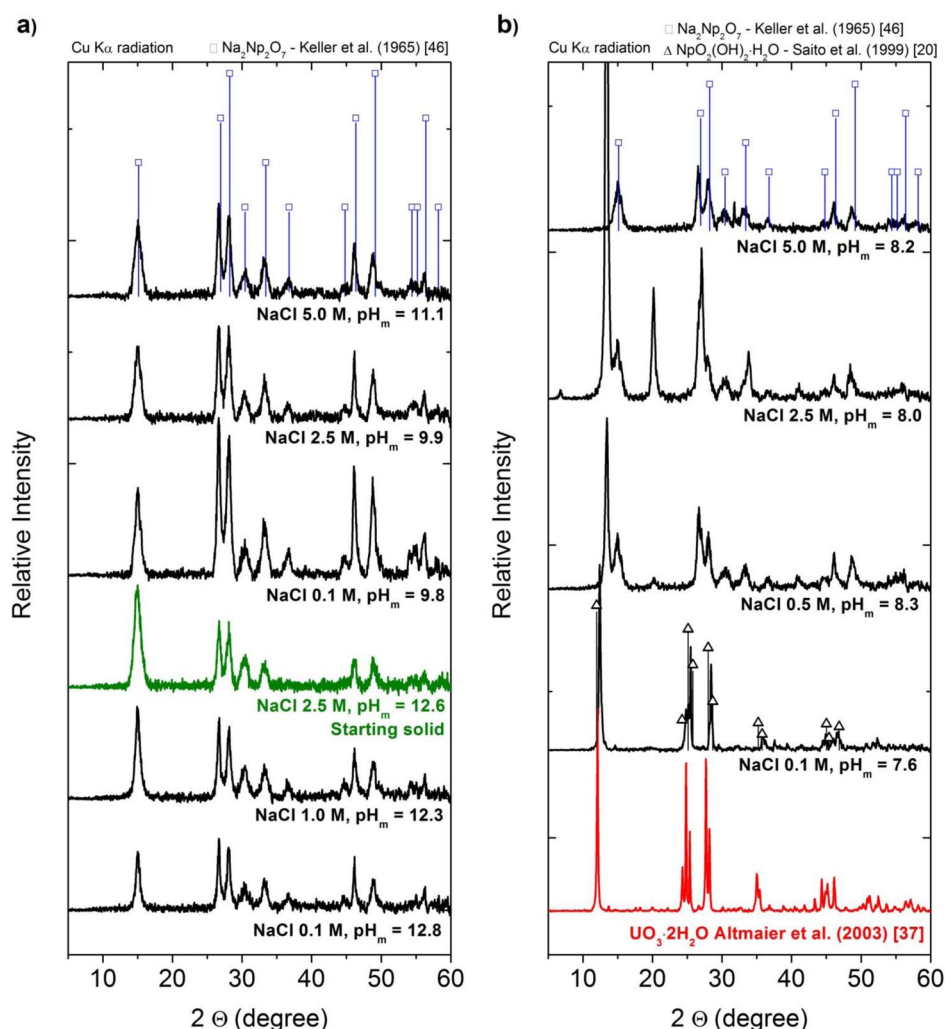 a)
Cu Kα radiation □ Na₂Np₂O₇ - Keller et al. (1965) [46]
NaCl 5.0 M, pHₘ = 11.1
NaCl 2.5 M, pHₘ = 9.9
NaCl 0.1 M, pHₘ = 9.8
NaCl 2.5 M, pHₘ = 12.6
Starting solid
NaCl 1.0 M, pHₘ = 12.3
NaCl 0.1 M, pHₘ = 12.8
Relative Intensity
5 10 20 30 40 50 60
2 Θ (degree)
b)
□ Na₂Np₂O₇ - Keller et al. (1965) [46]
Cu Kα radiation Δ NpO₂(OH)₂·H₂O - Saito et al. (1999) [20]
NaCl 5.0 M, pHₘ = 8.2
NaCl 2.5 M, pHₘ = 8.0
NaCl 0.5 M, pHₘ = 8.3
NaCl 0.1 M, pHₘ = 7.6
UO₃·2H₂O Altmaier et al. (2003) [37]
Relative Intensity
5 10 20 30 40 50 60
2 Θ (degree)